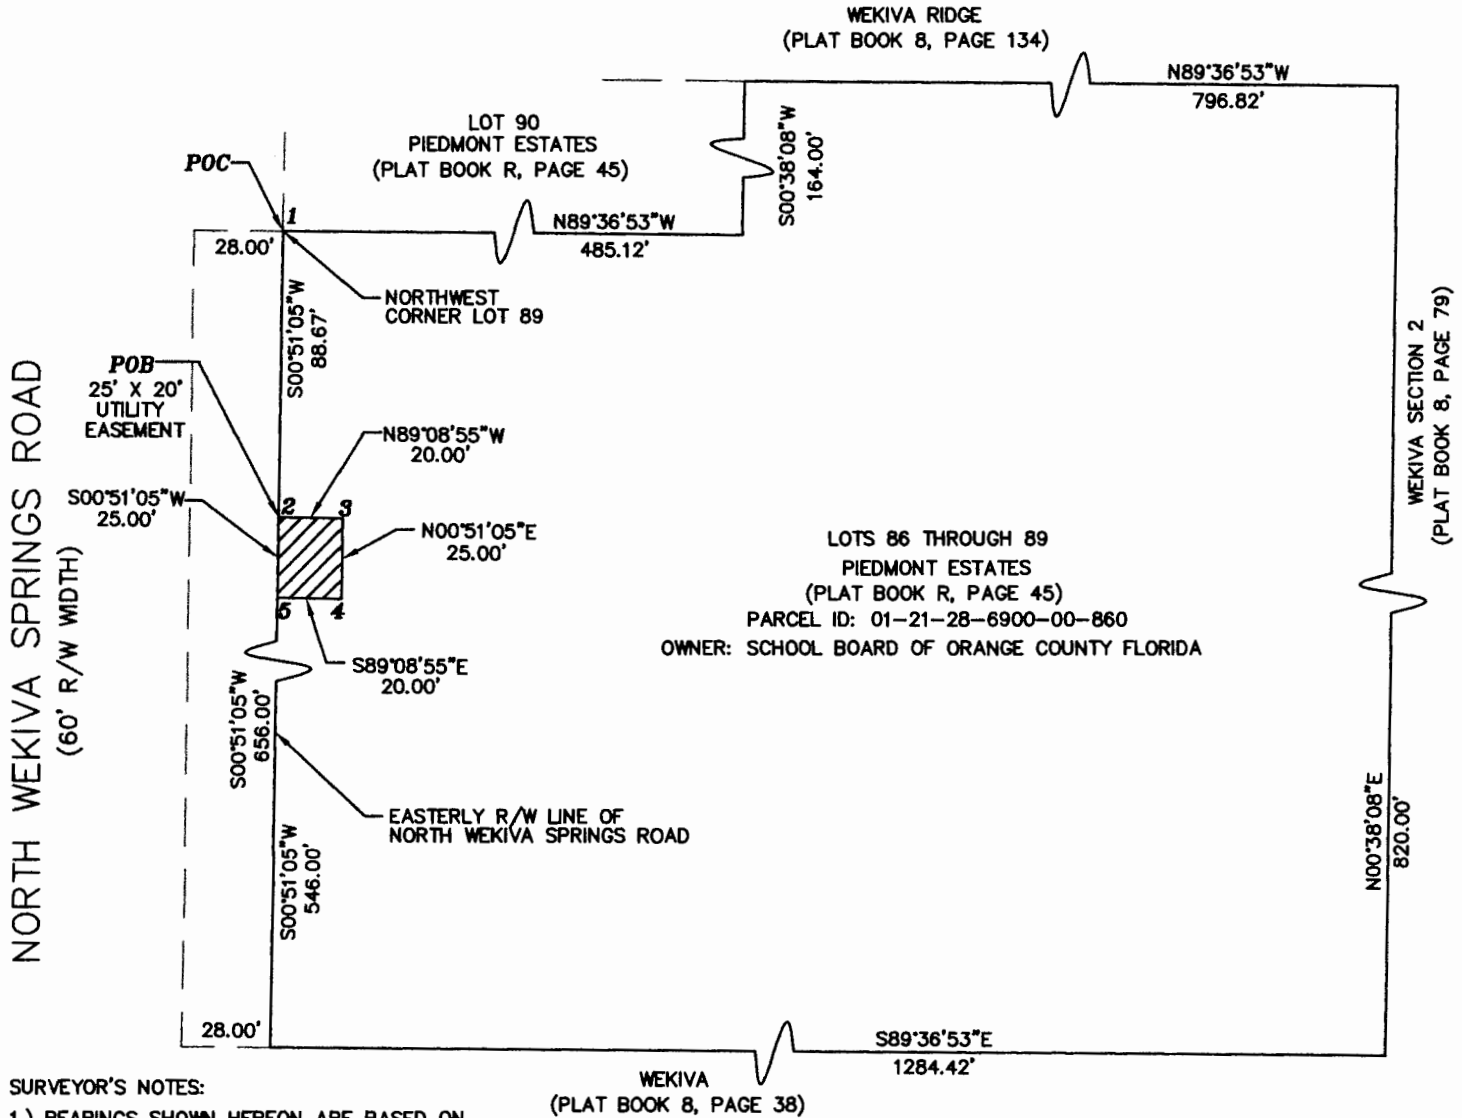 WEKIVA RIDGE
(PLAT BOOK 8, PAGE 134)
N89°36'53"W
796.82'
LOT 90
PIEDMONT ESTATES
(PLAT BOOK R, PAGE 45)
S00°38'08"W
164.00'
POC
1
N89°36'53"W
485.12'
28.00'
NORTHWEST
CORNER LOT 89
S00°51'05"W
88.67'
POB
25' X 20'
UTILITY
EASEMENT
N89°08'55"W
20.00'
S00°51'05"W
25.00'
2
3
N00°51'05"E
25.00'
5
4
S89°08'55"E
20.00'
NORTH WEKIVA SPRINGS ROAD
(60' R/W WIDTH)
LOTS 86 THROUGH 89
PIEDMONT ESTATES
(PLAT BOOK R, PAGE 45)
PARCEL ID: 01-21-28-6900-00-860
OWNER: SCHOOL BOARD OF ORANGE COUNTY FLORIDA
WEKIVA SECTION 2
(PLAT BOOK 8, PAGE 79)
S00°51'05"W
656.00'
EASTERLY R/W LINE OF
NORTH WEKIVA SPRINGS ROAD
S00°51'05"W
546.00'
N00°38'08"E
820.00'
28.00'
S89°36'53"E
1284.42'
WEKIVA
(PLAT BOOK 8, PAGE 38)
SURVEYOR'S NOTES:
1.) BEARINGS SHOWN HEREON ARE BASED ON